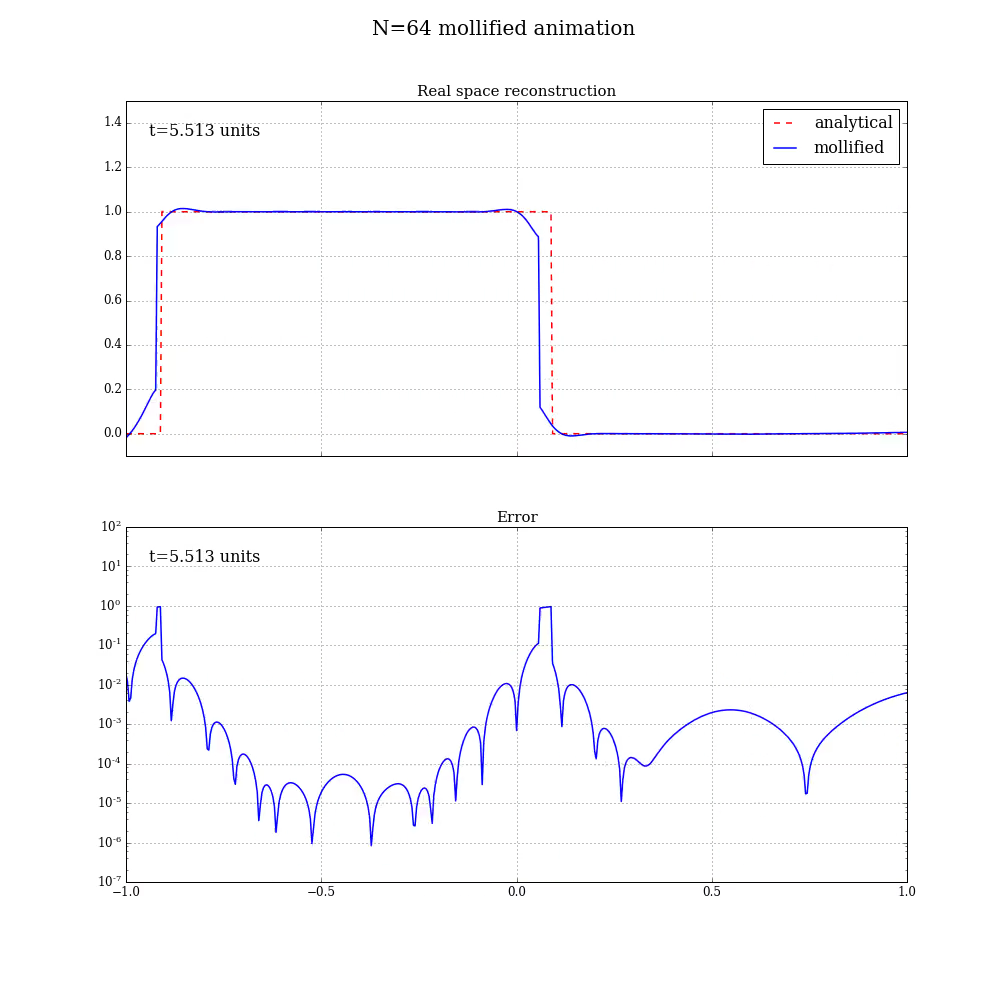 N=64 mollified animation
Real space reconstruction
t=5.513 units
analytical
mollified
1.4
1.2
1.0
0.8
0.6
0.4
0.2
0.0
Error
t=5.513 units
10²
10¹
10⁰
10⁻¹
10⁻²
10⁻³
10⁻⁴
10⁻⁵
10⁻⁶
10⁻⁷
−1.0 −0.5 0.0 0.5 1.0